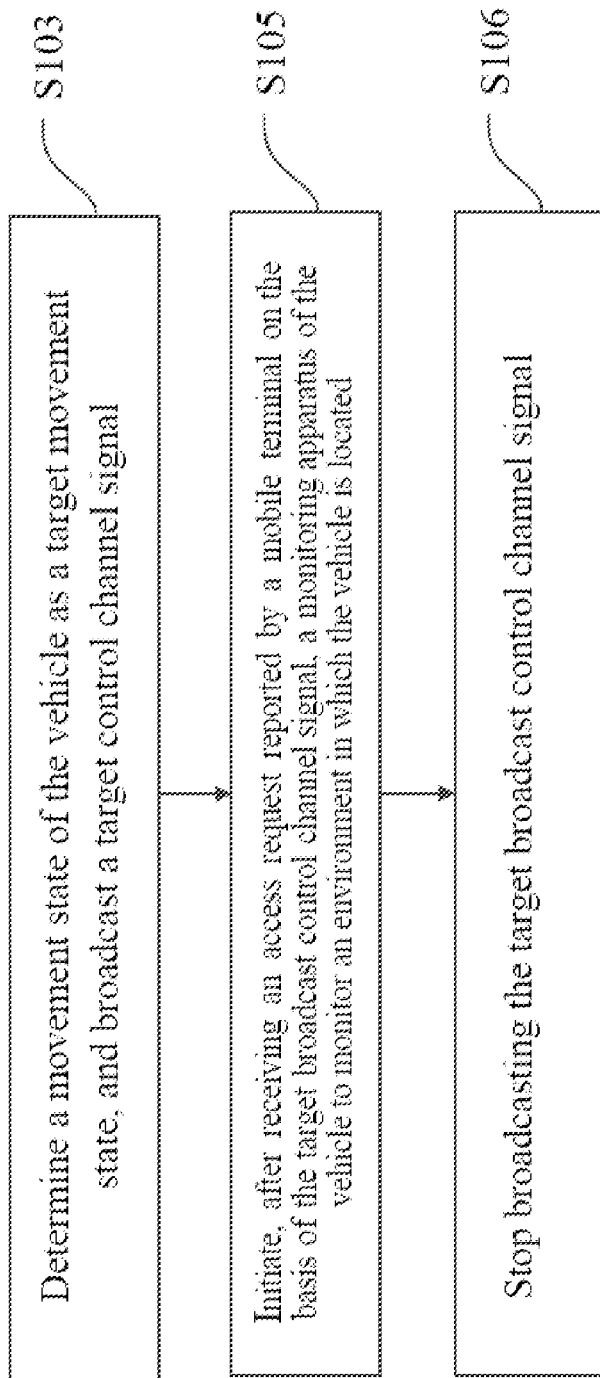 Determine a movement state of the vehicle as a target movement
state, and broadcast a target control channel signal
S103
Initiate, after receiving an access request reported by a mobile terminal on the
basis of the target broadcast control channel signal, a monitoring apparatus of the
vehicle to monitor an environment in which the vehicle is located
S105
Stop broadcasting the target broadcast control channel signal
S106